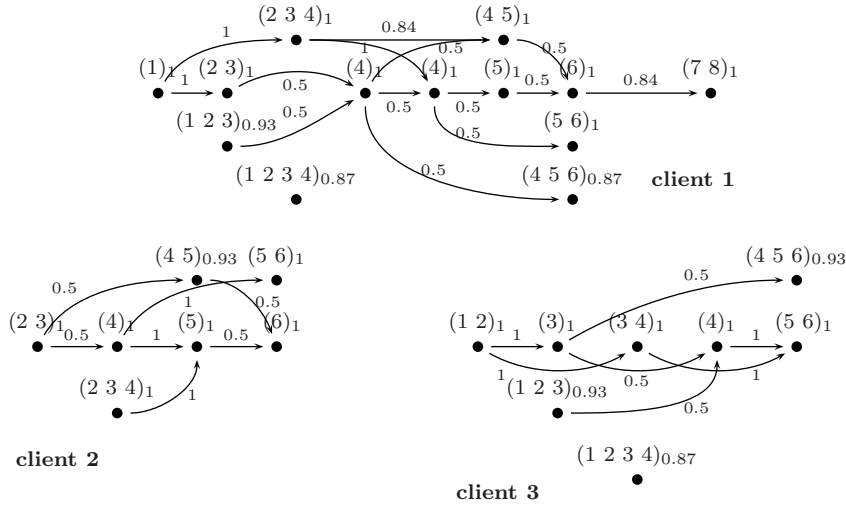 (2 3 4)₁ 0.84 (4 5)₁
1 1 0.5 0.5
(1)₁ (2 3)₁ (4)₁ (4)₁ (5)₁ (6)₁ (7 8)₁
1 0.5 0.5 0.5 0.5 0.84
(1 2 3)₀.₉₃ 0.5 0.5 (5 6)₁
(1 2 3 4)₀.₈₇ 0.5 (4 5 6)₀.₈₇ client 1
(4 5)₀.₉₃ (5 6)₁
0.5 1 0.5
(2 3)₁ (4)₁ (5)₁ (6)₁
0.5 1 0.5
(2 3 4)₁ 1
client 2
(4 5 6)₀.₉₃
0.5
(1 2)₁ (3)₁ (3 4)₁ (4)₁ (5 6)₁
1 1
1 0.5 1
(1 2 3)₀.₉₃ 0.5
(1 2 3 4)₀.₈₇
client 3